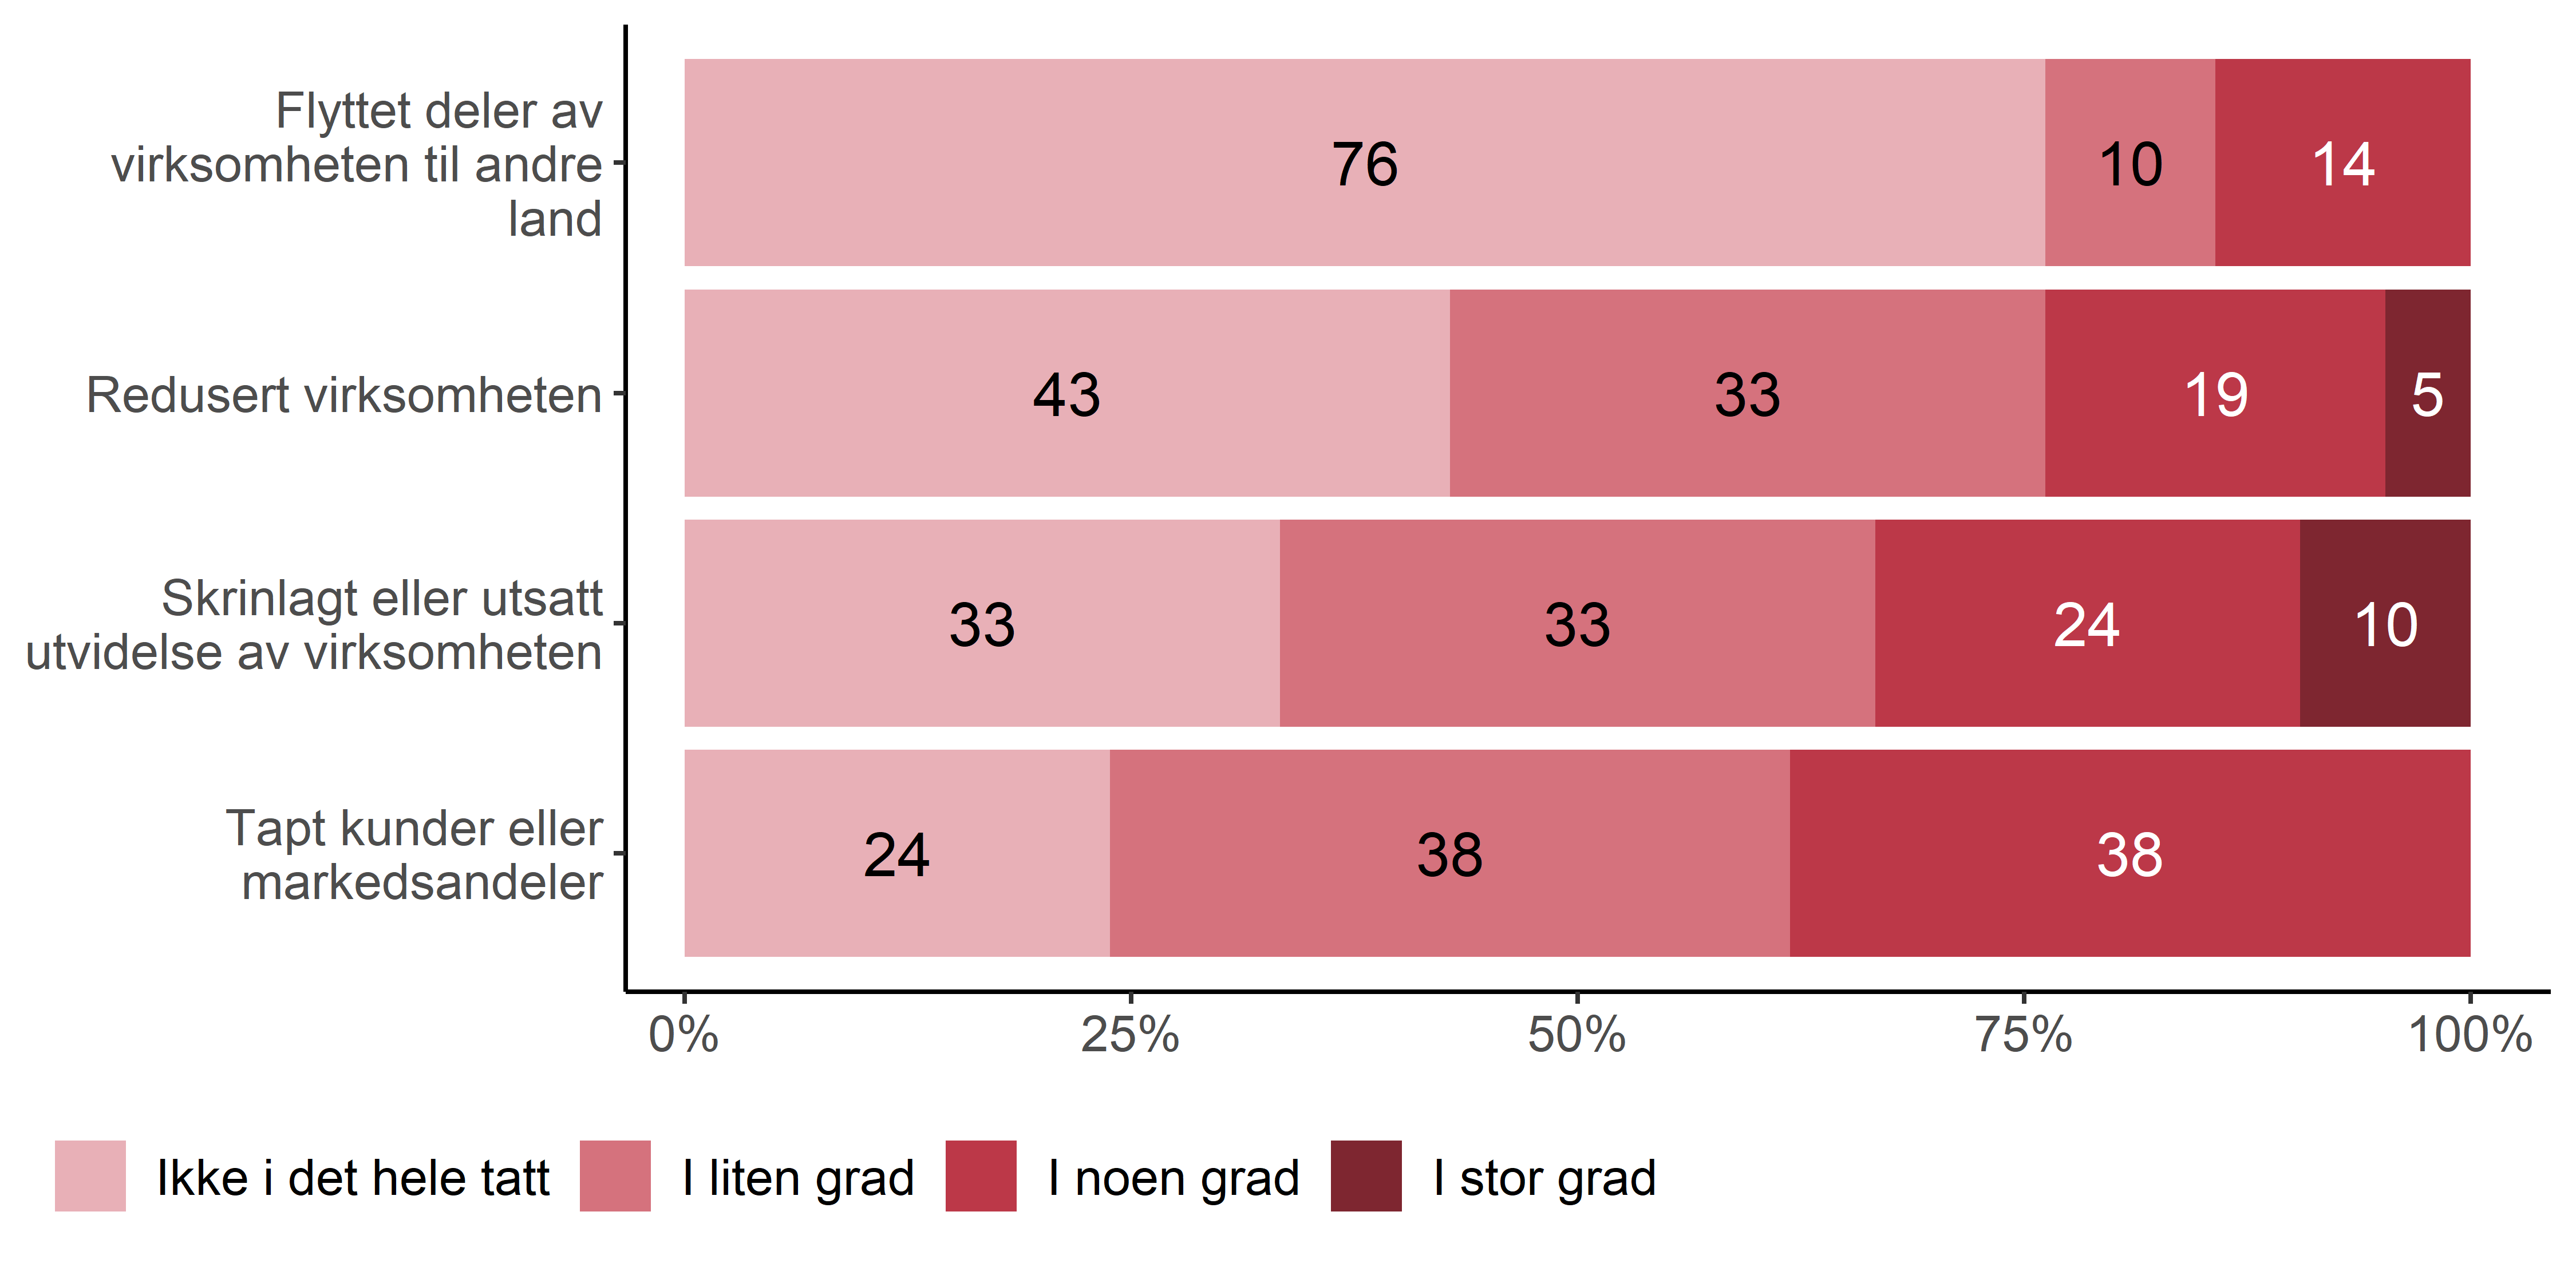 Flyttet deler av
virksomheten til andre
land
76 10 14
Redusert virksomheten
43 33 19 5
Skrinlagt eller utsatt
utvidelse av virksomheten
33 33 24 10
Tapt kunder eller
markedsandeler
24 38 38
0% 25% 50% 75% 100%
Ikke i det hele tatt I liten grad I noen grad I stor grad